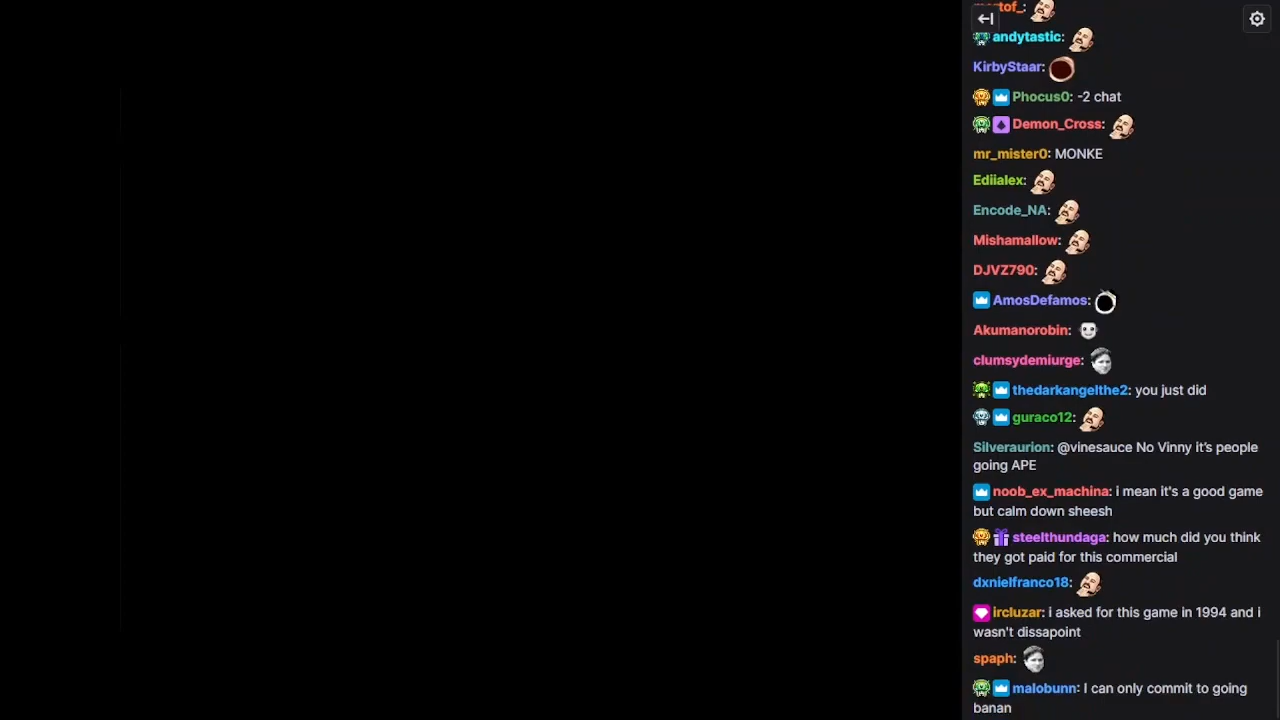 andytastic:
KirbyStaar:
Phocus0: -2 chat
Demon_Cross:
mr_mister0: MONKE
Ediialex:
Encode_NA:
Mishamallow:
DJVZ790:
AmosDefamos:
Akumanorobin:
clumsydemiurge:
thedarkangelthe2: you just did
guraco12:
Silveraurion: @vinesauce No Vinny it's people
going APE
noob_ex_machina: i mean it's a good game
but calm down sheesh
steelthundaga: how much did you think
they got paid for this commercial
dxnielfranco18:
ircluzar: i asked for this game in 1994 and i
wasn't dissapoint
spaph:
malobunn: I can only commit to going
banan